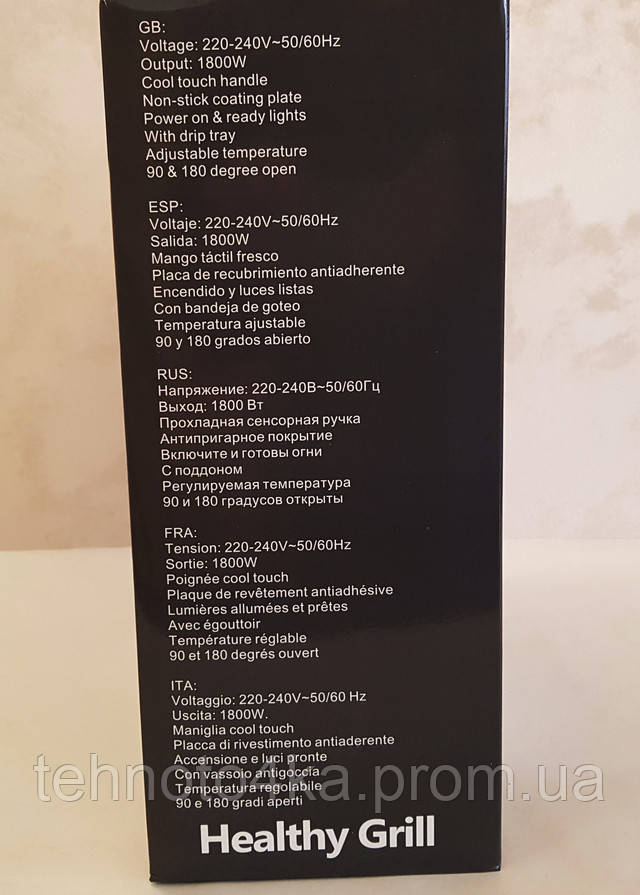 GB:
Voltage: 220-240V~50/60Hz
Output: 1800W
Cool touch handle
Non-stick coating plate
Power on & ready lights
With drip tray
Adjustable temperature
90 & 180 degree open
ESP:
Voltaje: 220-240V~50/60Hz
Salida: 1800W
Mango táctil fresco
Placa de recubrimiento antiadherente
Encendido y luces listas
Con bandeja de goteo
Temperatura ajustable
90 y 180 grados abierto
RUS:
Напряжение: 220-240В~50/60Гц
Выход: 1800 Вт
Прохладная сенсорная ручка
Антипригарное покрытие
Включите и готовы огни
С поддоном
Регулируемая температура
90 и 180 градусов открыты
FRA:
Tension: 220-240V~50/60Hz
Sortie: 1800W
Poignée cool touch
Plaque de revêtement antiadhésive
Lumières allumées et prêtes
Avec égouttoir
Température réglable
90 et 180 degrés ouvert
ITA:
Voltaggio: 220-240V~50/60 Hz
Uscita: 1800W.
Maniglia cool touch
Placca di rivestimento antiaderente
Accensione e luci pronte
Con vassoio antigoccia
Temperatura regolabile
90 e 180 gradi aperti
tehnofo4ka.prom.ua
Healthy Grill